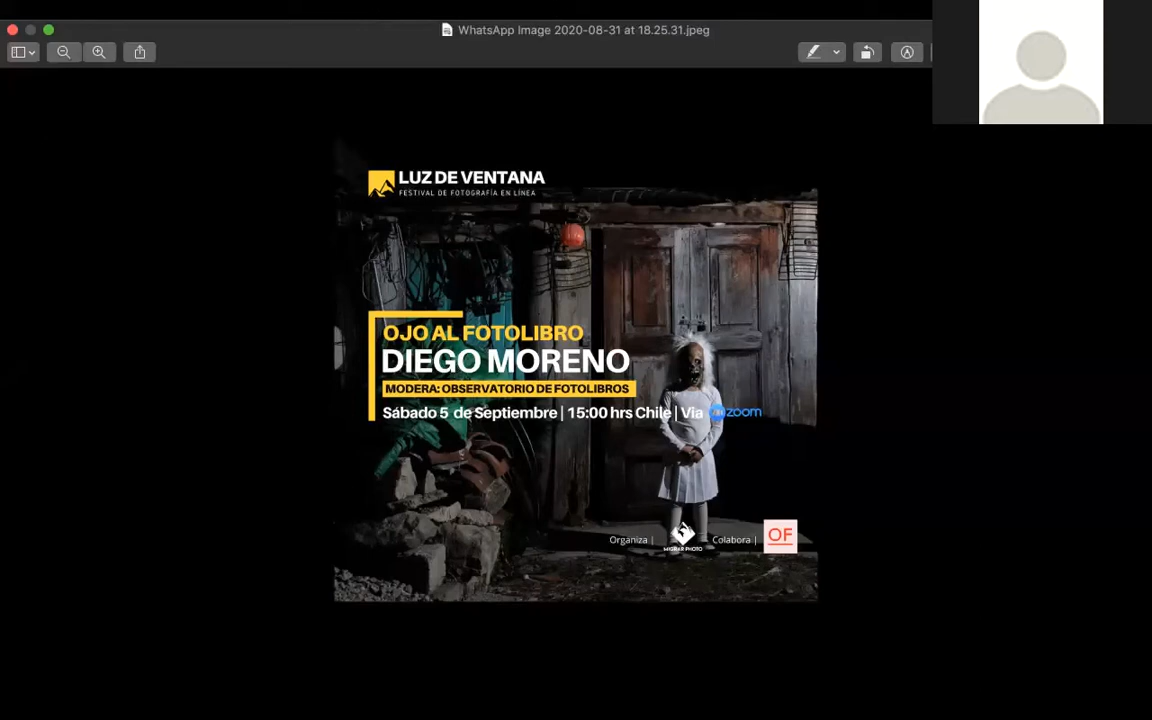 WhatsApp Image 2020-08-31 at 18.25.31.jpeg
LUZ DE VENTANA
FESTIVAL DE FOTOGRAFÍA EN LÍNEA
OJO AL FOTOLIBRO
DIEGO MORENO
MODERA: OBSERVATORIO DE FOTOLIBROS
Sábado 5 de Septiembre | 15:00 hrs Chile | Via zoom
Organiza | MIGRAR PHOTO Colabora | OF